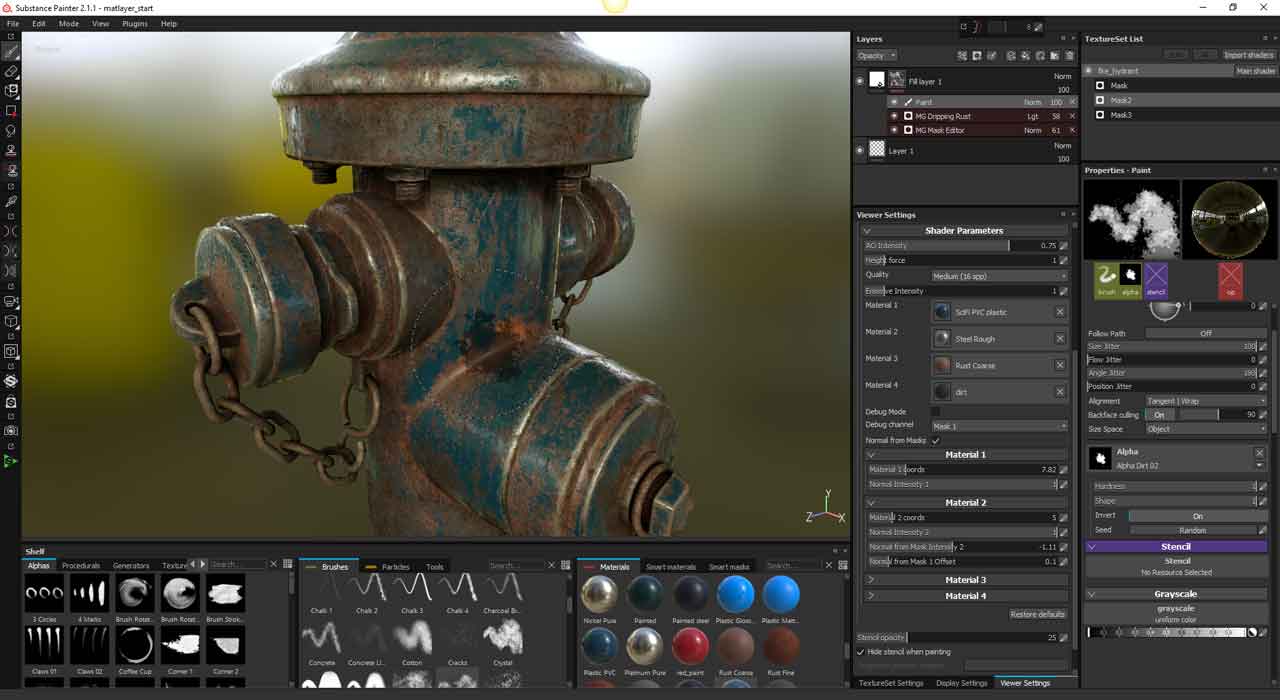 Substance Painter 2.1.1 - matlayer_start
File Edit Mode View Plugins Help
8
Layers
Opacity
Fill layer 1
Norm
100
Paint Norm 100
MG Dripping Rust Lgt 58
MG Mask Editor Norm 61
Layer 1
Norm
100
TextureSet List
Import shaders
fire_hydrant Main shader
Mask
Mask2
Mask3
Viewer Settings
Shader Parameters
AO Intensity 0.75
Height force 1
Quality Medium (16 spp)
Emissive Intensity 1
Material 1 SciFi PVC plastic
Material 2 Steel Rough
Material 3 Rust Coarse
Material 4 dirt
Debug Mode
Debug channel Mask 1
Normal from Masks
Material 1
Material 1 coords 7.82
Normal Intensity 1 1
Material 2
Material 2 coords 5
Normal Intensity 2 1
Normal from Mask Intensity 2 -1.11
Normal from Mask 1 Offset 0.1
Material 3
Material 4
Restore defaults
Stencil opacity 25
Hide stencil when painting
TextureSet Settings Display Settings Viewer Settings
Properties - Paint
brush alpha stencil op
0
Follow Path Off
Size Jitter 100
Flow Jitter 0
Angle Jitter 180
Position Jitter 0
Alignment Tangent | Wrap
Backface culling On 90
Size Space Object
Alpha
Alpha Dirt 02
Hardness 1
Shape 1
Invert On
Seed Random
Stencil
Stencil
No Resource Selected
Grayscale
grayscale
uniform color
Y
Z X
Shelf
Alphas Procedurals Generators Texture Search...
3 Circles 4 Marks Brush Rotat... Brush Rotat... Brush Strok...
Claws 01 Claws 02 Coffee Cup Corner 1 Corner 2
Brushes Particles Tools Search...
Chalk 1 Chalk 2 Chalk 3 Chalk 4 Charcoal Br...
Concrete Concrete Li... Cotton Cracks Crystal
Materials Smart materials Smart masks Search...
Nickel Pure Painted Painted steel Plastic Gloss... Plastic Matt...
Plastic PVC Platinum Pure red_paint Rust Coarse Rust Fine